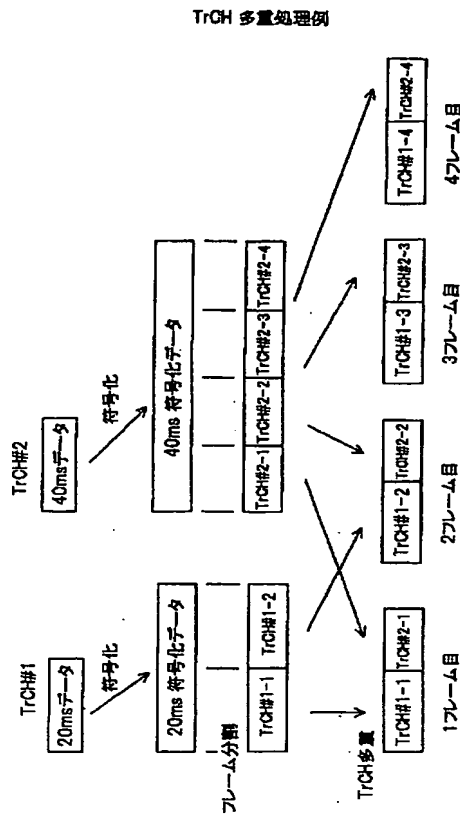 TrCH 多重処理例
TrCH#1
20msデータ
符号化
20ms 符号化データ
フレーム分割
TrCH#1-1
TrCH#1-2
TrCH#2
40msデータ
符号化
40ms 符号化データ
TrCH#2-1
TrCH#2-2
TrCH#2-3
TrCH#2-4
TrCH多重
TrCH#1-1
TrCH#2-1
TrCH#1-2
TrCH#2-2
TrCH#1-3
TrCH#2-3
TrCH#1-4
TrCH#2-4
1フレーム目
2フレーム目
3フレーム目
4フレーム目